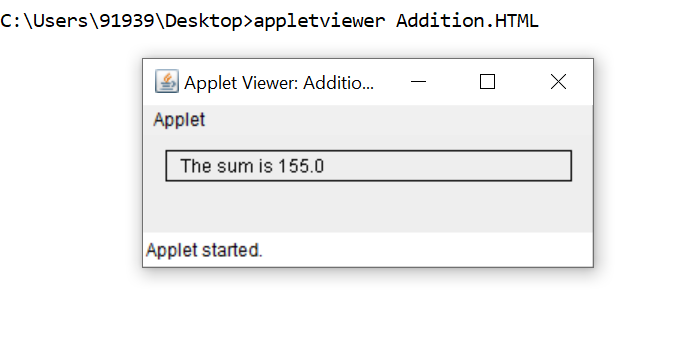 C:\Users\91939\Desktop>appletviewer Addition.HTML
Applet Viewer: Additio...
Applet
The sum is 155.0
Applet started.